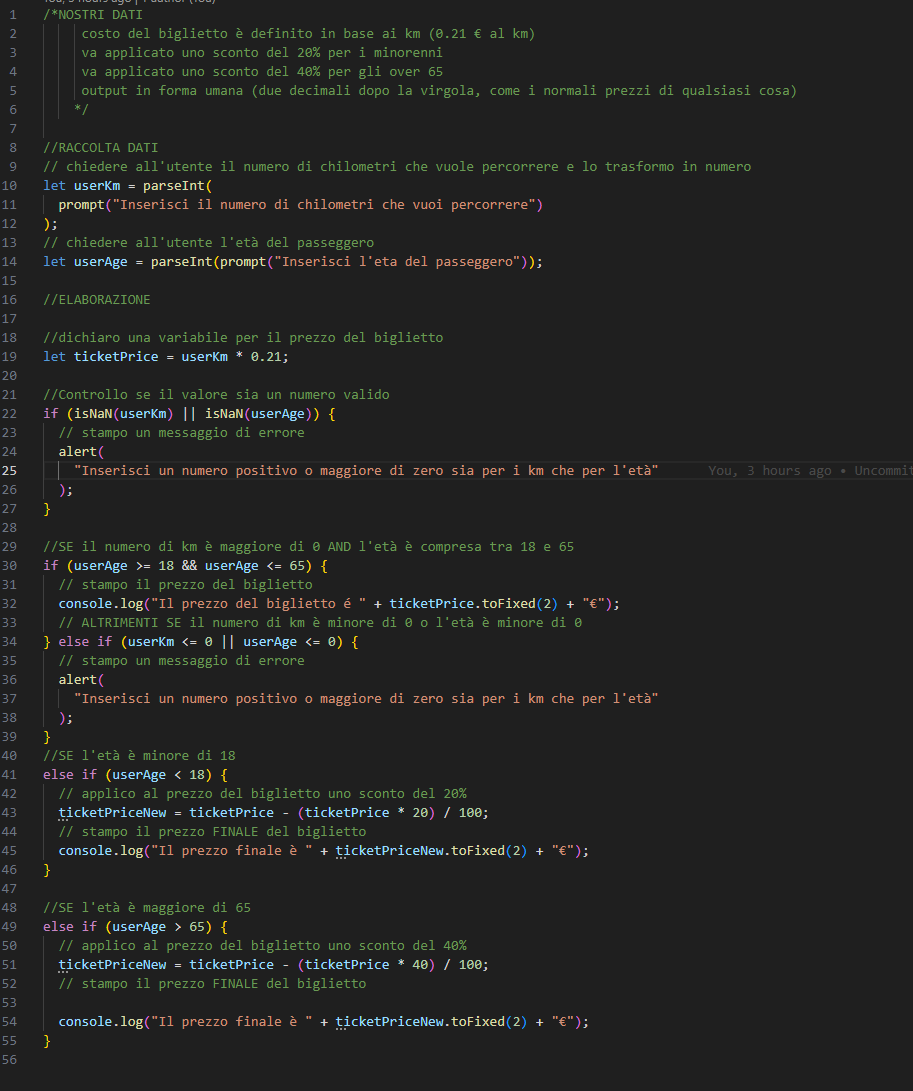 You, 3 hours ago | 1 author (You)
1 /*NOSTRI DATI
2 costo del biglietto è definito in base ai km (0.21 € al km)
3 va applicato uno sconto del 20% per i minorenni
4 va applicato uno sconto del 40% per gli over 65
5 output in forma umana (due decimali dopo la virgola, come i normali prezzi di qualsiasi cosa)
6 */
7
8 //RACCOLTA DATI
9 // chiedere all'utente il numero di chilometri che vuole percorrere e lo trasformo in numero
10 let userKm = parseInt(
11 prompt("Inserisci il numero di chilometri che vuoi percorrere")
12 );
13 // chiedere all'utente l'età del passeggero
14 let userAge = parseInt(prompt("Inserisci l'eta del passeggero"));
15
16 //ELABORAZIONE
17
18 //dichiaro una variabile per il prezzo del biglietto
19 let ticketPrice = userKm * 0.21;
20
21 //Controllo se il valore sia un numero valido
22 if (isNaN(userKm) || isNaN(userAge)) {
23 // stampo un messaggio di errore
24 alert(
25 "Inserisci un numero positivo o maggiore di zero sia per i km che per l'età" You, 3 hours ago • Uncommit
26 );
27 }
28
29 //SE il numero di km è maggiore di 0 AND l'età è compresa tra 18 e 65
30 if (userAge >= 18 && userAge <= 65) {
31 // stampo il prezzo del biglietto
32 console.log("Il prezzo del biglietto é " + ticketPrice.toFixed(2) + "€");
33 // ALTRIMENTI SE il numero di km è minore di 0 o l'età è minore di 0
34 } else if (userKm <= 0 || userAge <= 0) {
35 // stampo un messaggio di errore
36 alert(
37 "Inserisci un numero positivo o maggiore di zero sia per i km che per l'età"
38 );
39 }
40 //SE l'età è minore di 18
41 else if (userAge < 18) {
42 // applico al prezzo del biglietto uno sconto del 20%
43 ticketPriceNew = ticketPrice - (ticketPrice * 20) / 100;
44 // stampo il prezzo FINALE del biglietto
45 console.log("Il prezzo finale è " + ticketPriceNew.toFixed(2) + "€");
46 }
47
48 //SE l'età è maggiore di 65
49 else if (userAge > 65) {
50 // applico al prezzo del biglietto uno sconto del 40%
51 ticketPriceNew = ticketPrice - (ticketPrice * 40) / 100;
52 // stampo il prezzo FINALE del biglietto
53
54 console.log("Il prezzo finale è " + ticketPriceNew.toFixed(2) + "€");
55 }
56